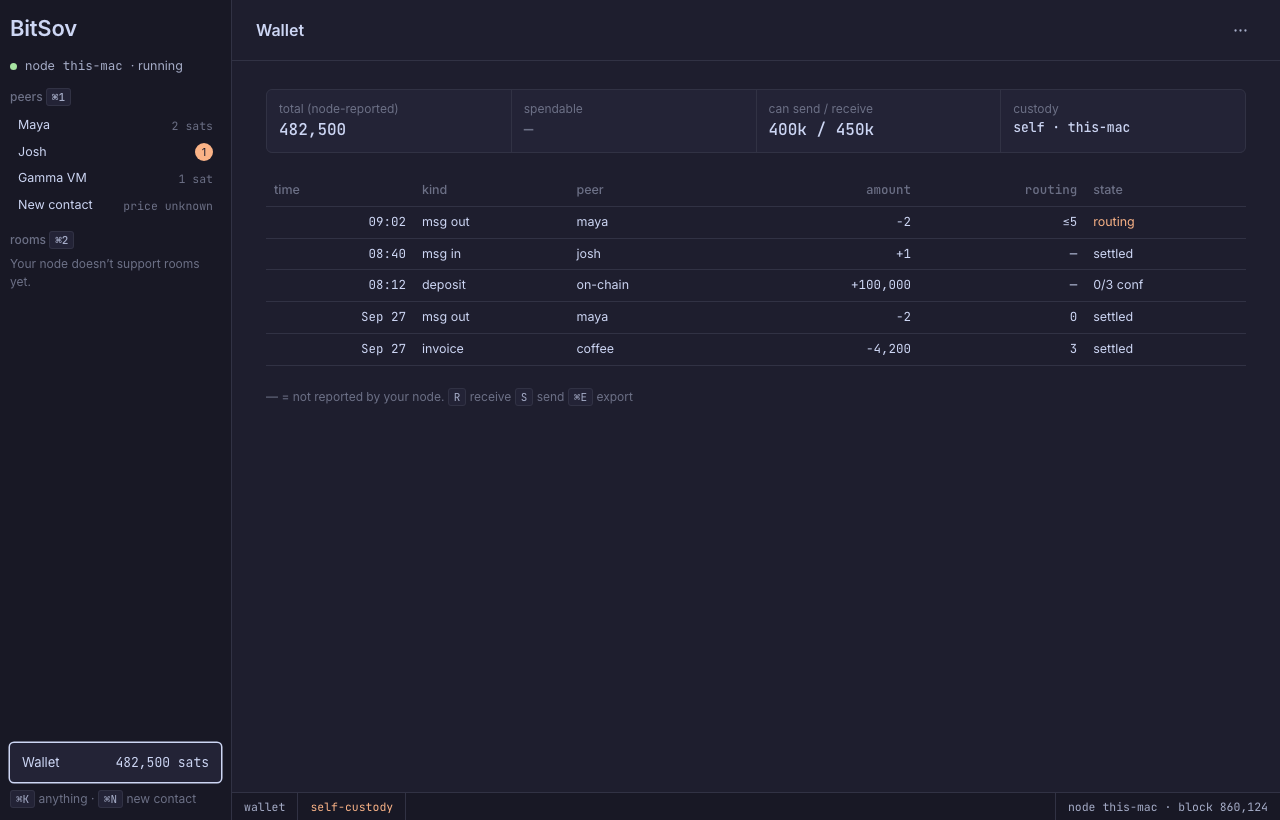 BitSov
node this-mac · running
peers ⌘1
Maya 2 sats
Josh 1
Gamma VM 1 sat
New contact price unknown
rooms ⌘2
Your node doesn't support rooms
yet.
Wallet 482,500 sats
⌘K anything · ⌘N new contact
Wallet ···
total (node-reported) spendable can send / receive custody
482,500 — 400k / 450k self · this-mac
time kind peer amount routing state
09:02 msg out maya -2 ≤5 routing
08:40 msg in josh +1 — settled
08:12 deposit on-chain +100,000 — 0/3 conf
Sep 27 msg out maya -2 0 settled
Sep 27 invoice coffee -4,200 3 settled
— = not reported by your node. R receive S send ⌘E export
wallet self-custody node this-mac · block 860,124